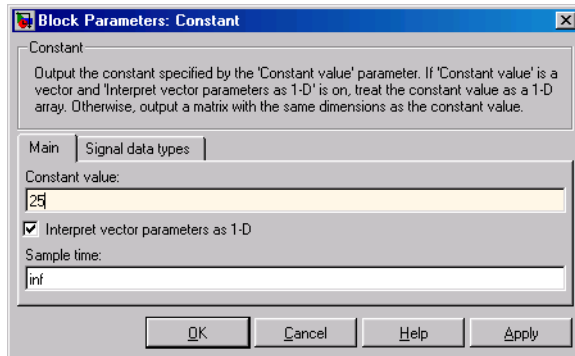 Block Parameters: Constant
Constant
Output the constant specified by the 'Constant value' parameter. If 'Constant value' is a
vector and 'Interpret vector parameters as 1-D' is on, treat the constant value as a 1-D
array. Otherwise, output a matrix with the same dimensions as the constant value.
Main
Signal data types
Constant value:
25
Interpret vector parameters as 1-D
Sample time:
inf
OK
Cancel
Help
Apply